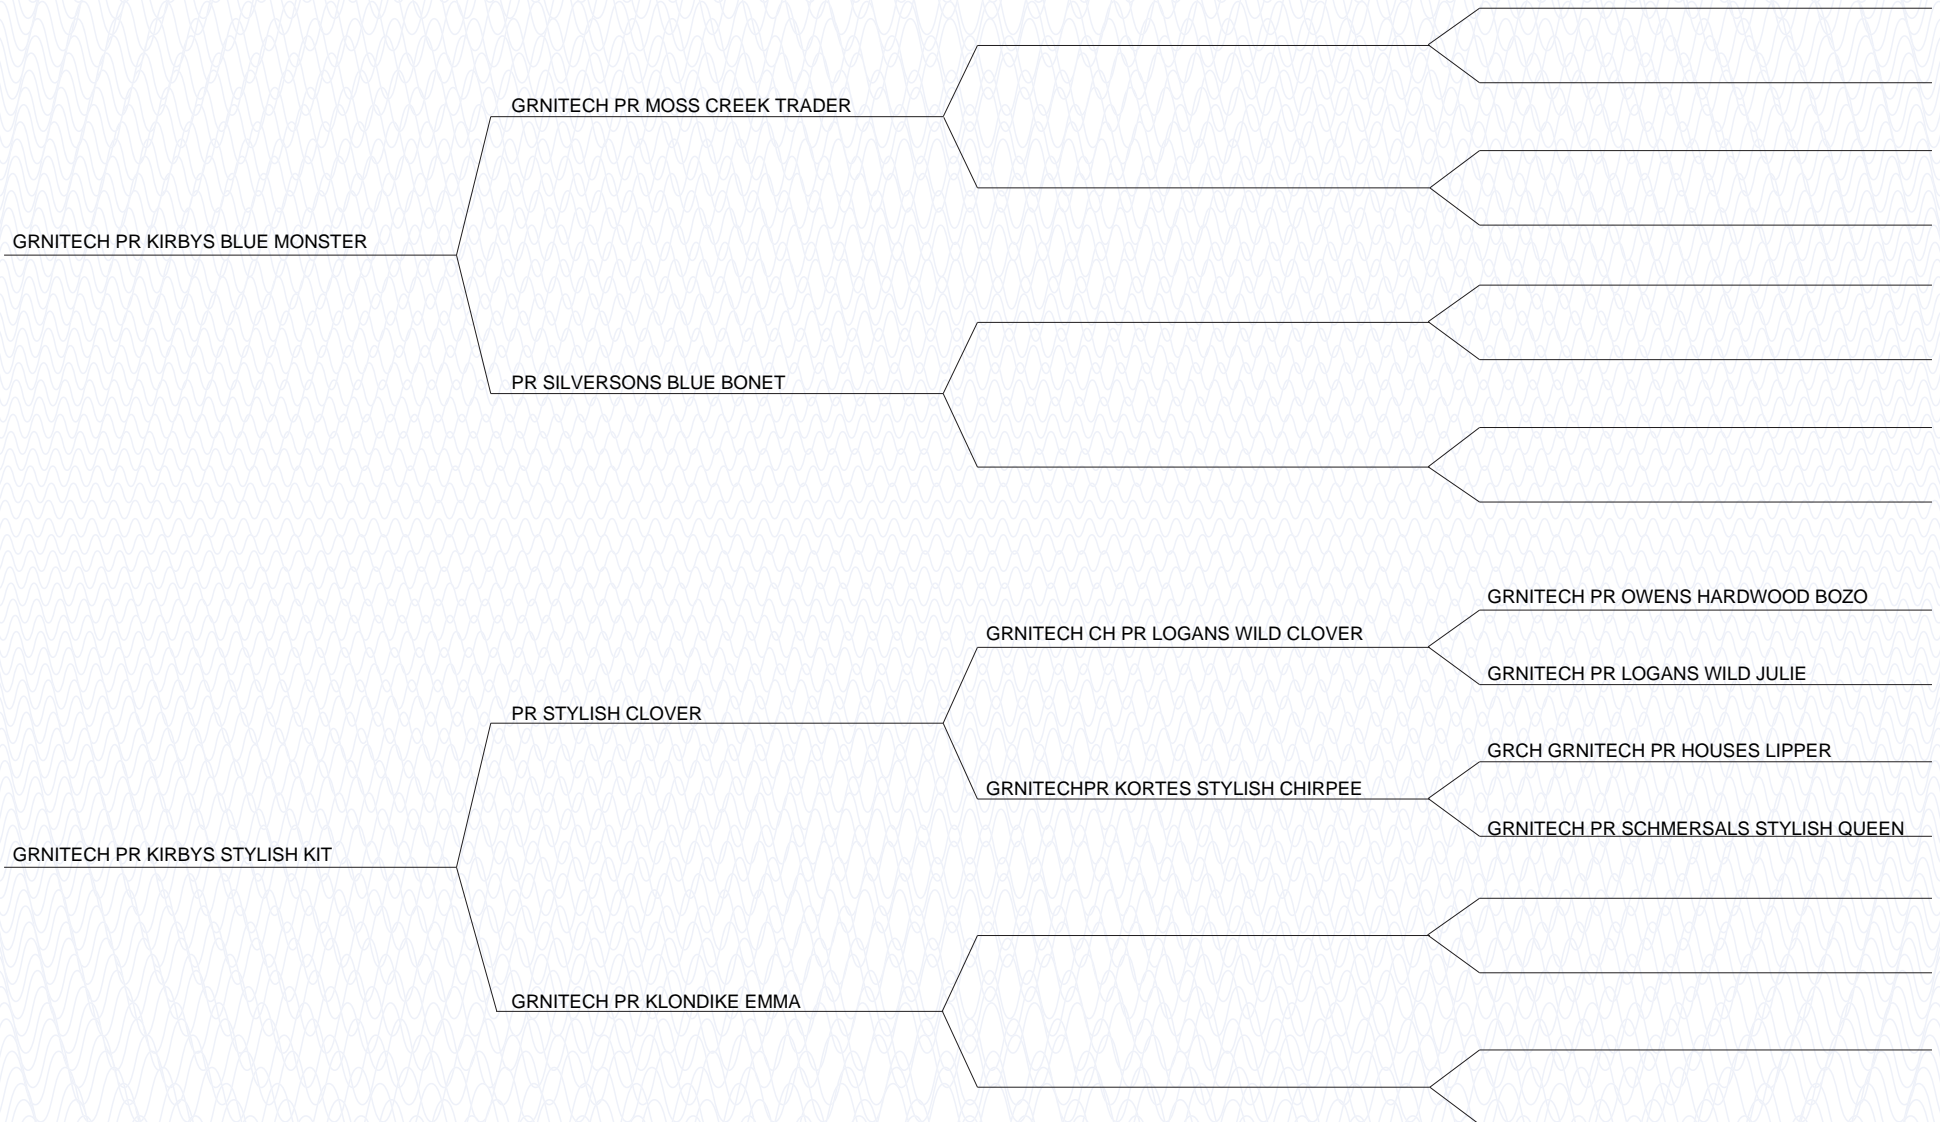 GRNITECH PR MOSS CREEK TRADER
GRNITECH PR KIRBYS BLUE MONSTER
PR SILVERSONS BLUE BONET
GRNITECH PR OWENS HARDWOOD BOZO
GRNITECH CH PR LOGANS WILD CLOVER
GRNITECH PR LOGANS WILD JULIE
PR STYLISH CLOVER
GRCH GRNITECH PR HOUSES LIPPER
GRNITECHPR KORTES STYLISH CHIRPEE
GRNITECH PR SCHMERSALS STYLISH QUEEN
GRNITECH PR KIRBYS STYLISH KIT
GRNITECH PR KLONDIKE EMMA